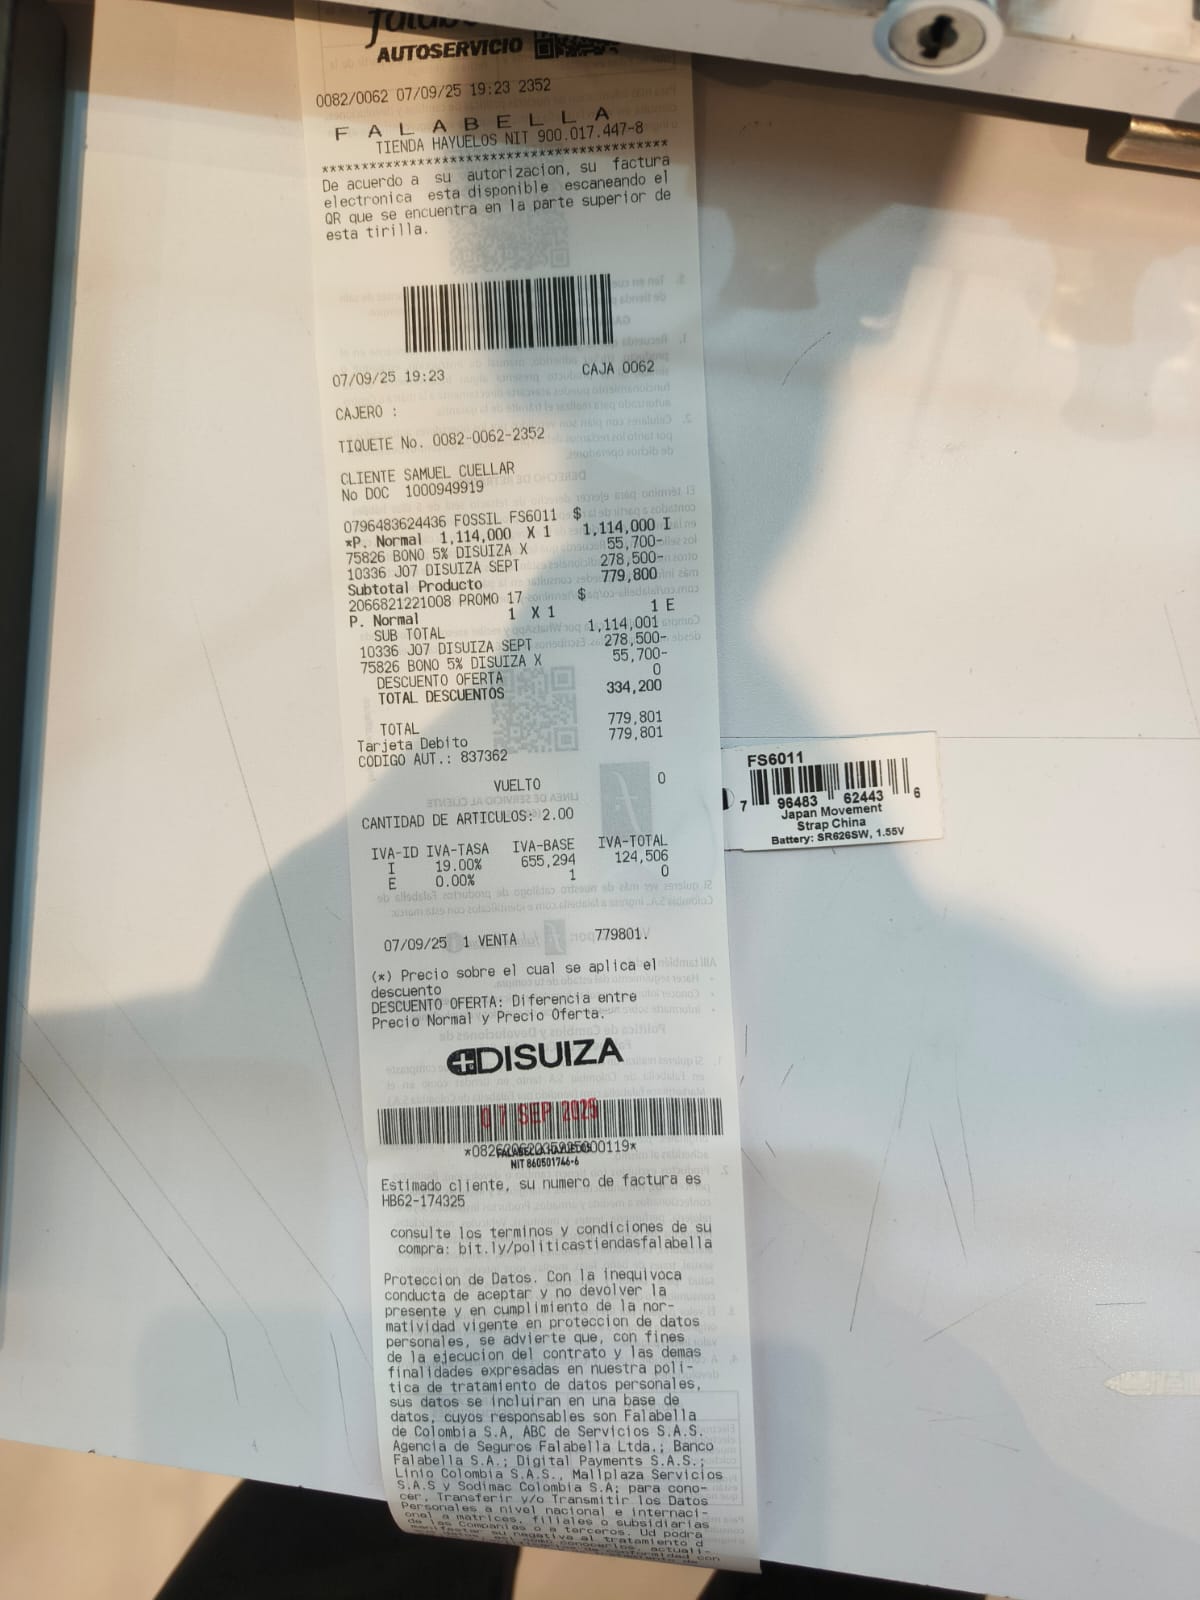 AUTOSERVICIO
0082/0062 07/09/25 19:23 2352
F A L A B E L L A
TIENDA HAYUELOS NIT 900.017.447-8
******************************************
De acuerdo a su autorizacion, su factura
electronica esta disponible escaneando el
QR que se encuentra en la parte superior de
esta tirilla.
07/09/25 19:23 CAJA 0062
CAJERO :
TIQUETE No. 0082-0062-2352
CLIENTE SAMUEL CUELLAR
No DOC 1000949919
0796483624436 FOSSIL FS6011 $
*P. Normal 1,114,000 X 1 1,114,000 I
75826 BONO 5% DISUIZA X 55,700-
10336 J07 DISUIZA SEPT 278,500-
Subtotal Producto 779,800
2066821221008 PROMO 17 $
P. Normal 1 X 1 1 E
SUB TOTAL 1,114,001
10336 J07 DISUIZA SEPT 278,500-
75826 BONO 5% DISUIZA X 55,700-
DESCUENTO OFERTA 0
TOTAL DESCUENTOS 334,200
TOTAL 779,801
Tarjeta Debito 779,801
CODIGO AUT.: 837362
VUELTO 0
CANTIDAD DE ARTICULOS: 2.00
IVA-ID IVA-TASA IVA-BASE IVA-TOTAL
I 19.00% 655,294 124,506
E 0.00% 1 0
07/09/25 1 VENTA 779801.
(*) Precio sobre el cual se aplica el
descuento
DESCUENTO OFERTA: Diferencia entre
Precio Normal y Precio Oferta.
DISUIZA
07 SEP 2025
FALABELLA HAYUELOS
NIT 860501746-6
Estimado cliente, su numero de factura es
HB62-174325
consulte los terminos y condiciones de su
compra: bit.ly/politicastiendasfalabella
Proteccion de Datos. Con la inequivoca
conducta de aceptar y no devolver la
presente y en cumplimiento de la nor-
matividad vigente en proteccion de datos
personales, se advierte que, con fines
de la ejecucion del contrato y las demas
finalidades expresadas en nuestra poli-
tica de tratamiento de datos personales,
sus datos se incluiran en una base de
datos, cuyos responsables son Falabella
de Colombia S.A, ABC de Servicios S.A.S.
Agencia de Seguros Falabella Ltda.; Banco
Falabella S.A.; Digital Payments S.A.S.;
Linio Colombia S.A.S., Mallplaza Servicios
S.A.S y Sodimac Colombia S.A; para cono-
cer, Transferir y/o Transmitir los Datos
Personales a nivel nacional e internaci-
onal a matrices, filiales o subsidiarias
de las Companias o a terceros. Ud podra
manifestar su negativa al tratamiento d
FS6011
7 96483 62443 6
Japan Movement
Strap China
Battery: SR626SW, 1.55V